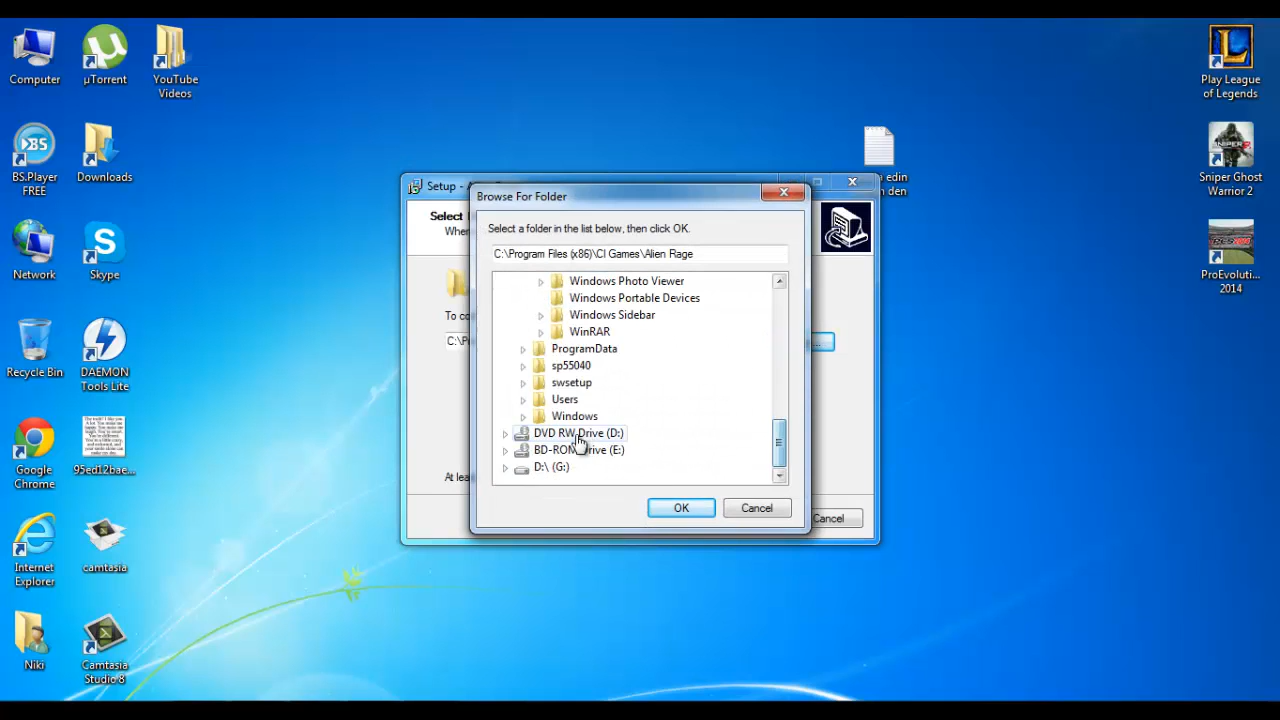 Computer
µTorrent
YouTube
Videos
Play League
of Legends
BS.Player
FREE
Downloads
Sniper Ghost
Warrior 2
Network
Skype
ProEvoluti...
2014
Recycle Bin
DAEMON
Tools Lite
Google
Chrome
95ed12bae...
Internet
Explorer
camtasia
Niki
Camtasia
Studio 8
edin
den
Setup -
Select
To co
C:\P
At lea
Cancel
Browse For Folder
Select a folder in the list below, then click OK.
C:\Program Files (x86)\CI Games\Alien Rage
Windows Photo Viewer
Windows Portable Devices
Windows Sidebar
WinRAR
ProgramData
sp55040
swsetup
Users
Windows
DVD RW Drive (D:)
BD-ROM Drive (E:)
D:\ (G:)
OK
Cancel